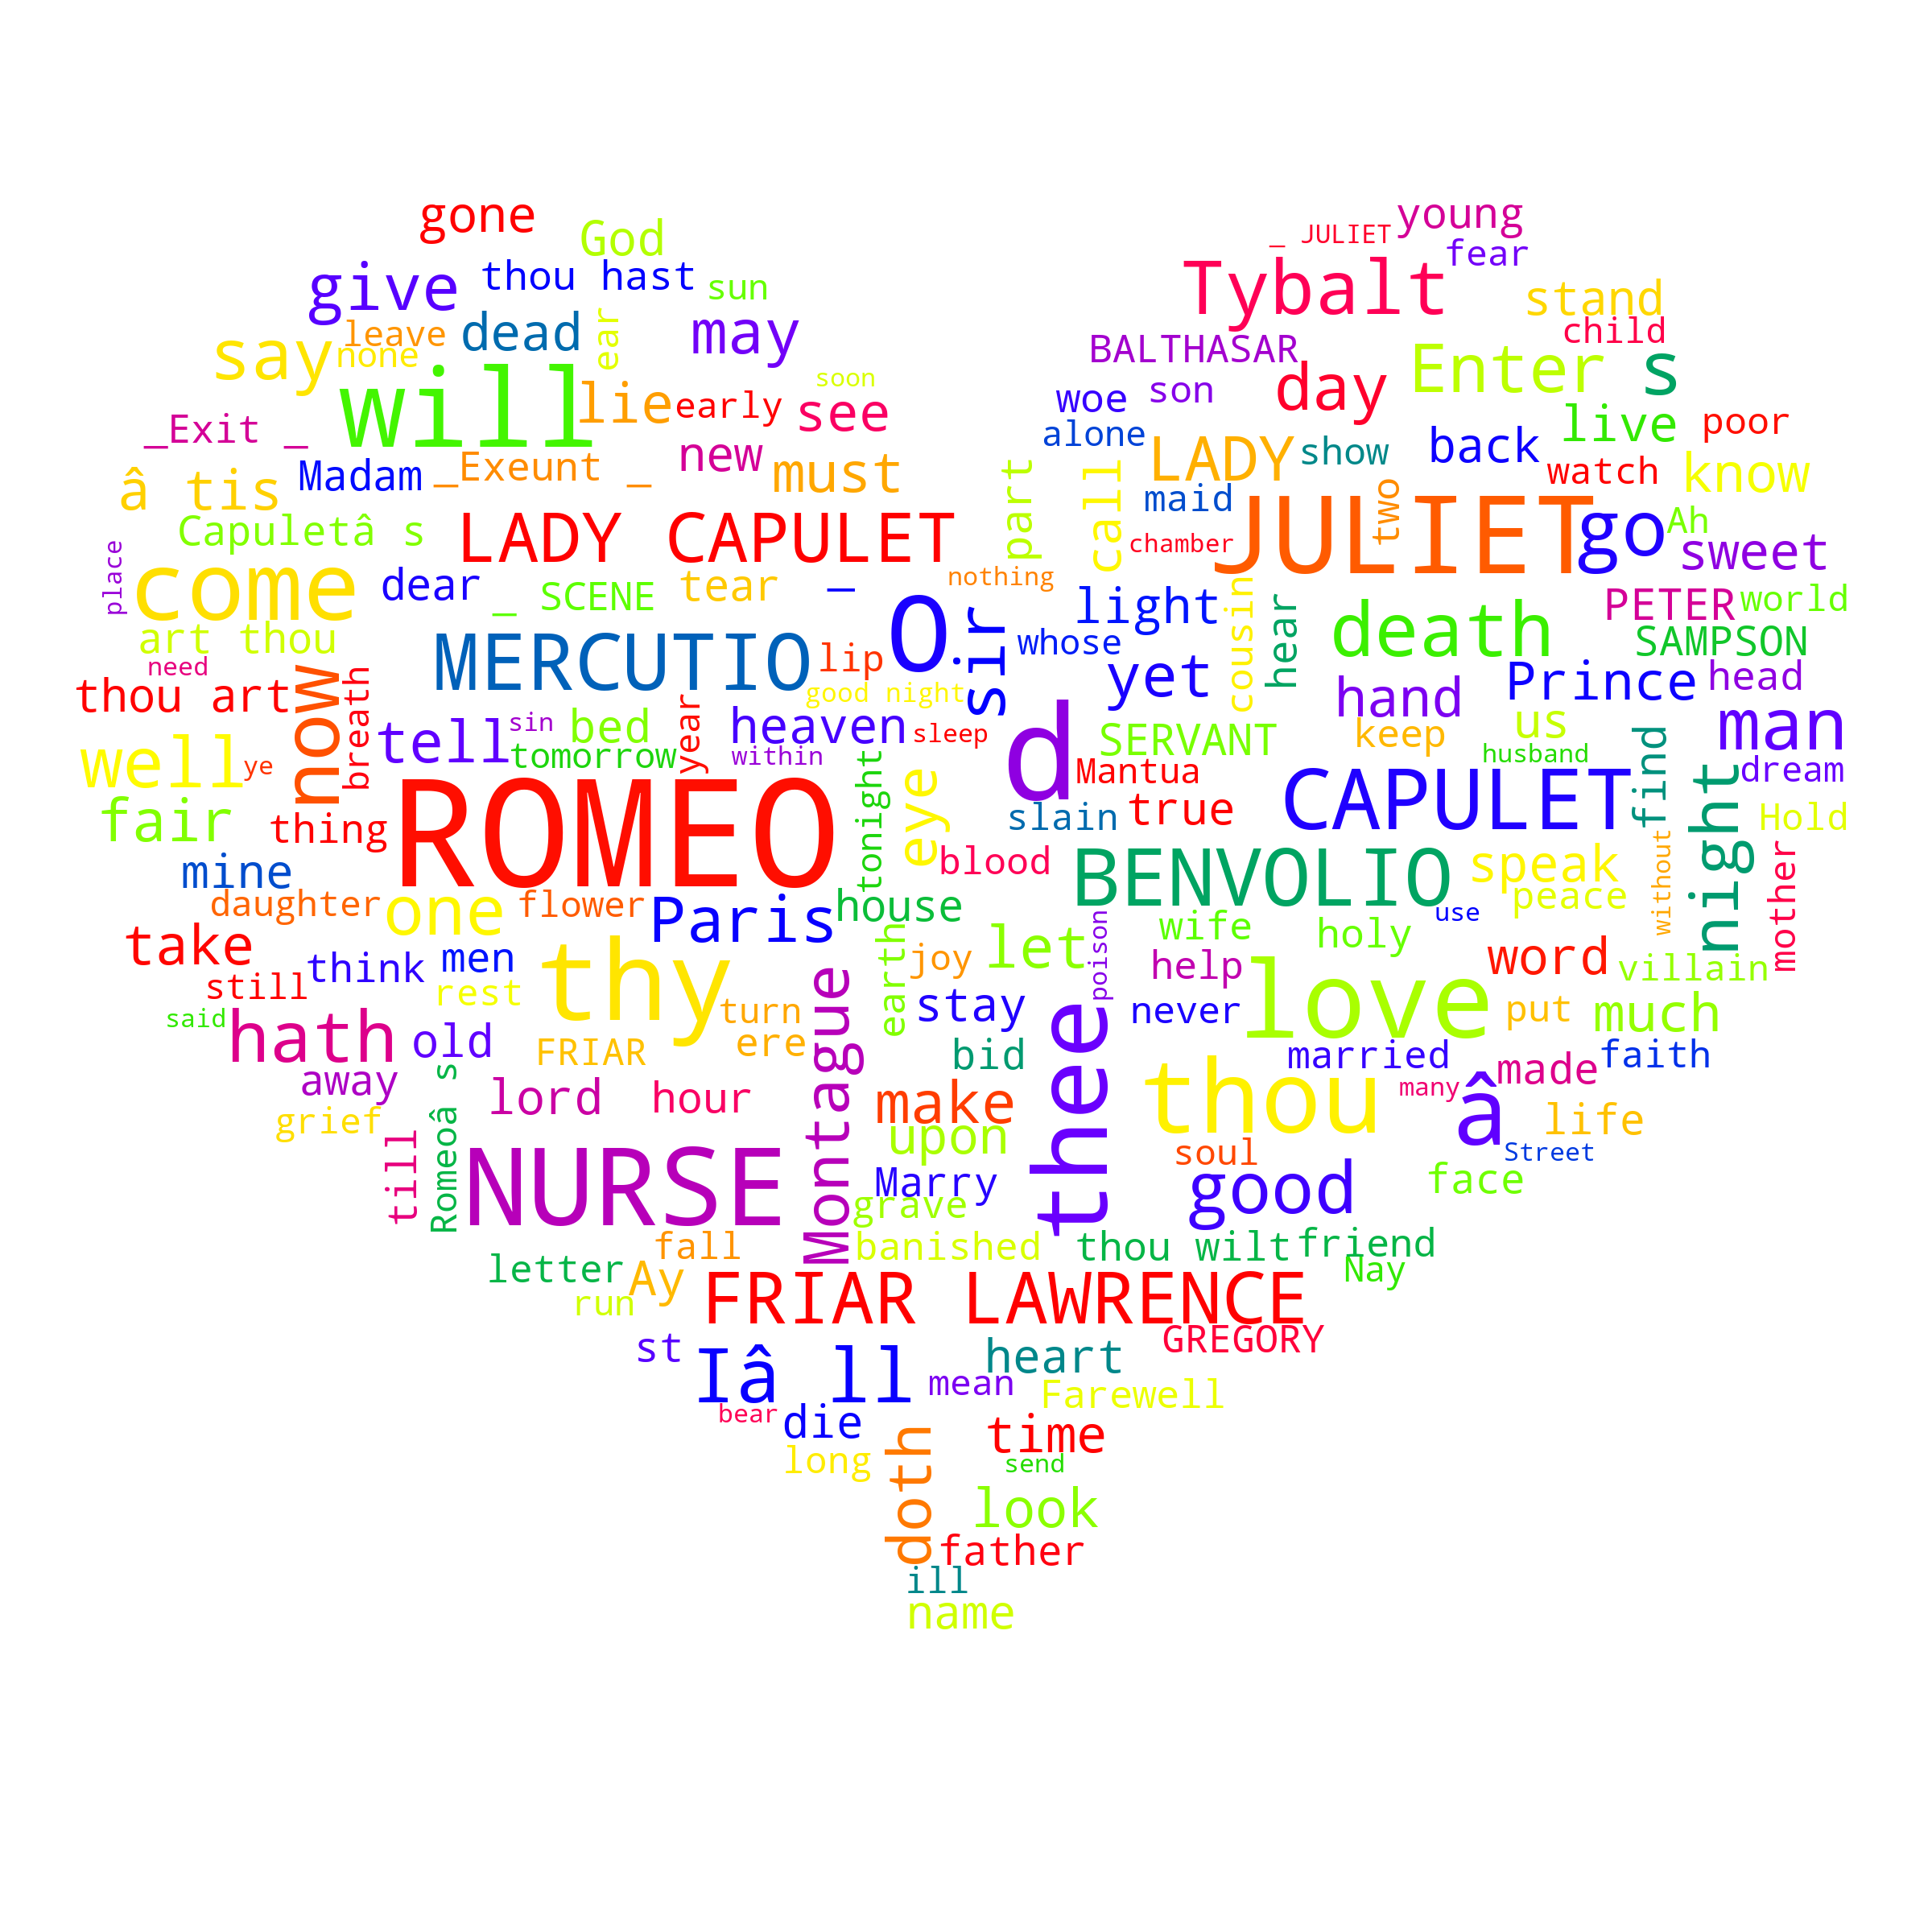 gone
God
give
thou hast
sun
leave
dead
ear
may
say
none
will
lie
early
soon
see
_Exit _
Madam
_Exeunt _
new
must
â tis
Capuletâ s
LADY CAPULET
place
come
dear
_ SCENE
tear
_
nothing
art thou
need
thou art
now
breath
MERCUTIO
lip
O
sir
good night
tell
sin
bed
year
heaven
sleep
well
ye
tomorrow
within
fair
thing
ROMEO
tonight
eye
mine
daughter
one
flower
Paris
house
blood
take
still
think
men
rest
thy
turn
ere
Montague
earth
joy
let
said
hath
old
FRIAR
stay
bid
away
grief
till
Romeoâ s
lord
hour
make
upon
NURSE
Marry
grave
banished
letter
fall
Ay
run
_ JULIET
young
fear
Tybalt
stand
child
BALTHASAR
day
Enter
s
woe
son
alone
LADY
show
back
live
poor
watch
know
part
call
maid
two
chamber
JULIET
go
Ah
sweet
light
cousin
hear
death
PETER
world
SAMPSON
whose
yet
hand
Prince
head
d
SERVANT
keep
us
husband
find
man
Mantua
dream
slain
true
CAPULET
night
Hold
BENVOLIO
speak
peace
without
mother
poison
wife
holy
use
help
word
villain
never
love
put
much
thee
married
made
faith
thou
many
â
life
soul
Street
good
face
thou wilt
friend
Nay
FRIAR LAWRENCE
GREGORY
st
Iâ ll
heart
mean
Farewell
bear
die
time
long
doth
send
look
father
ill
name